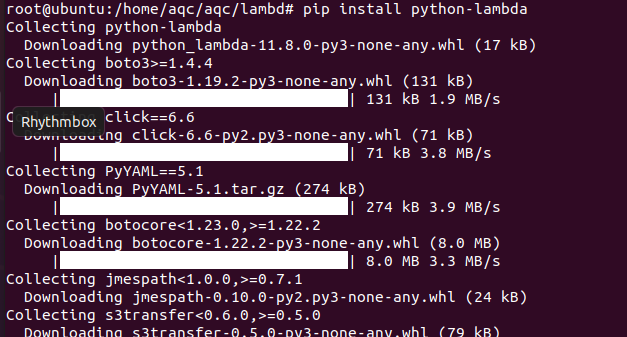 root@ubuntu:/home/aqc/aqc/lambd# pip install python-lambda
Collecting python-lambda
Downloading python_lambda-11.8.0-py3-none-any.whl (17 kB)
Collecting boto3>=1.4.4
Downloading boto3-1.19.2-py3-none-any.whl (131 kB)
| | 131 kB 1.9 MB/s
Rhythmbox
click==6.6
Downloading click-6.6-py2.py3-none-any.whl (71 kB)
| | 71 kB 3.8 MB/s
Collecting PyYAML==5.1
Downloading PyYAML-5.1.tar.gz (274 kB)
| | 274 kB 3.9 MB/s
Collecting botocore<1.23.0,>=1.22.2
Downloading botocore-1.22.2-py3-none-any.whl (8.0 MB)
| | 8.0 MB 3.3 MB/s
Collecting jmespath<1.0.0,>=0.7.1
Downloading jmespath-0.10.0-py2.py3-none-any.whl (24 kB)
Collecting s3transfer<0.6.0,>=0.5.0
Downloading s3transfer-0.5.0-py3-none-any.whl (79 kB)